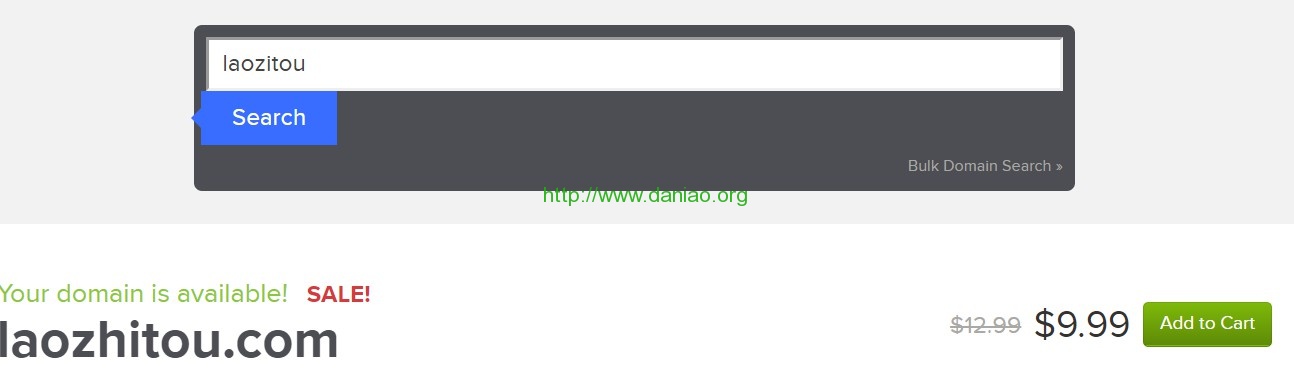 laozitou
Search
Bulk Domain Search »
http://www.daniao.org
Your domain is available! SALE!
laozhitou.com
$12.99 $9.99 Add to Cart